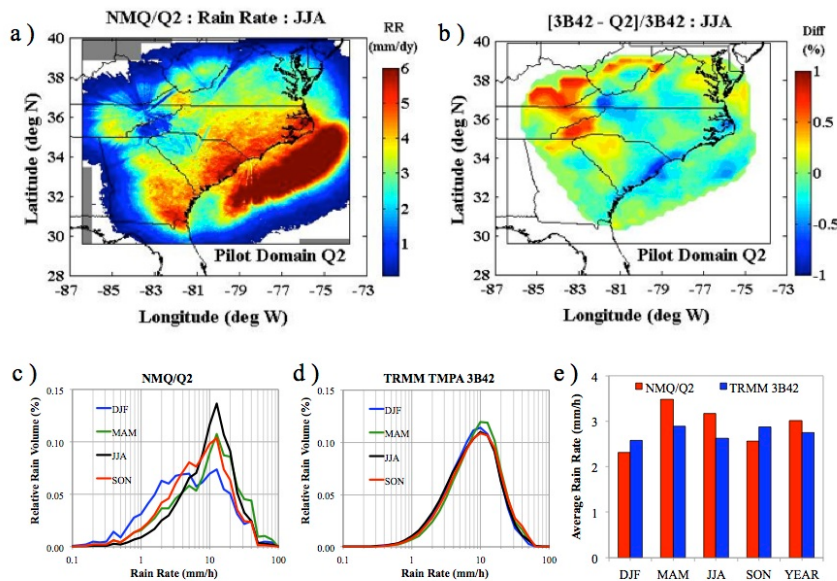 a )
NMQ/Q2 : Rain Rate : JJA
RR
(mm/dy)
40
38
36
34
32
30
28
Latitude (deg N)
6
5
4
3
2
1
Pilot Domain Q2
-87 -85 -83 -81 -79 -77 -75 -73
Longitude (deg W)
b )
[3B42 - Q2]/3B42 : JJA
Diff
(%)
40
38
36
34
32
30
28
Latitude (deg N)
1
0.5
0
-0.5
-1
Pilot Domain Q2
-87 -85 -83 -81 -79 -77 -75 -73
Longitude (deg W)
c )
NMQ/Q2
0.15
0.10
0.05
0.00
Relative Rain Volume (%)
DJF
MAM
JJA
SON
0.1 1 10 100
Rain Rate (mm/h)
d )
TRMM TMPA 3B42
0.15
0.10
0.05
0.00
Relative Rain Volume (%)
DJF
MAM
JJA
SON
0.1 1 10 100
Rain Rate (mm/h)
e )
NMQ/Q2 TRMM 3B42
4
3
2
1
0
Average Rain Rate (mm/h)
DJF MAM JJA SON YEAR